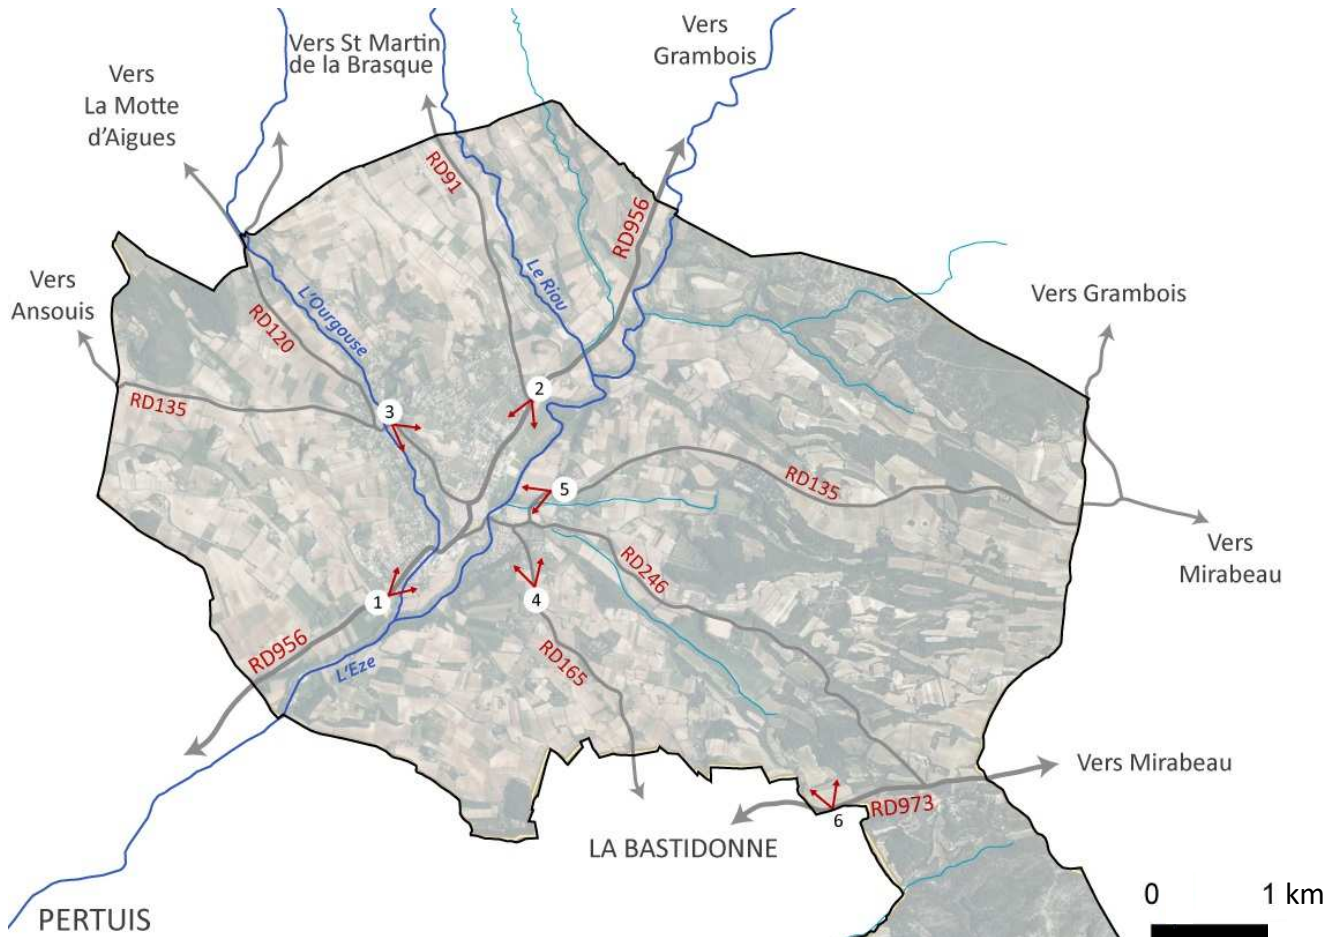 Vers
Grambois
Vers St Martin
de la Brasque
Vers
La Motte
d'Aigues
RD91
RD956
Vers
Ansouis
Le Riou
L'Ourgouse
RD120
Vers Grambois
RD135
2
3
5
RD135
Vers
Mirabeau
RD246
1
4
RD956
L'Eze
RD165
Vers Mirabeau
RD973
6
LA BASTIDONNE
0 1 km
PERTUIS